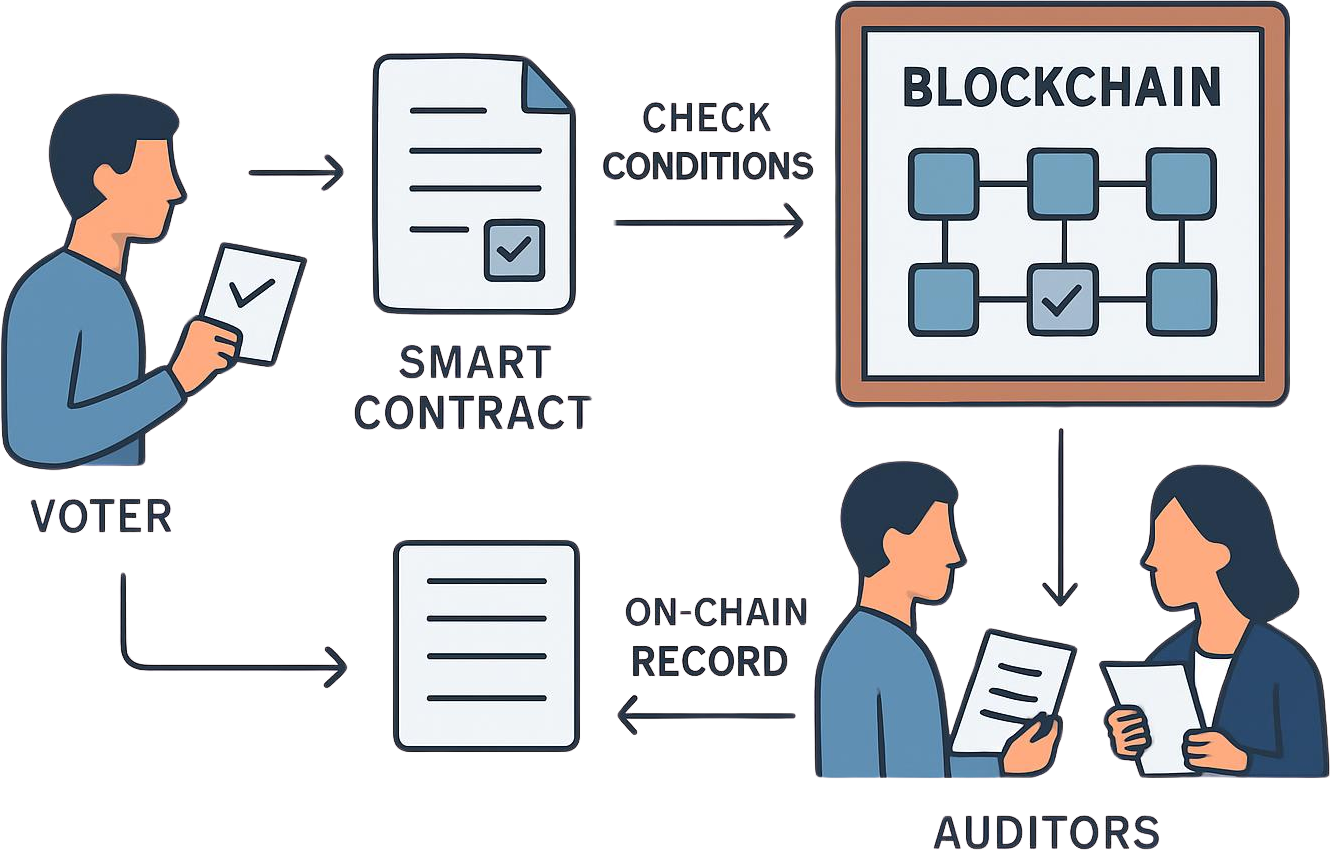 BLOCKCHAIN
CHECK
CONDITIONS
SMART
CONTRACT
VOTER
ON-CHAIN
RECORD
AUDITORS